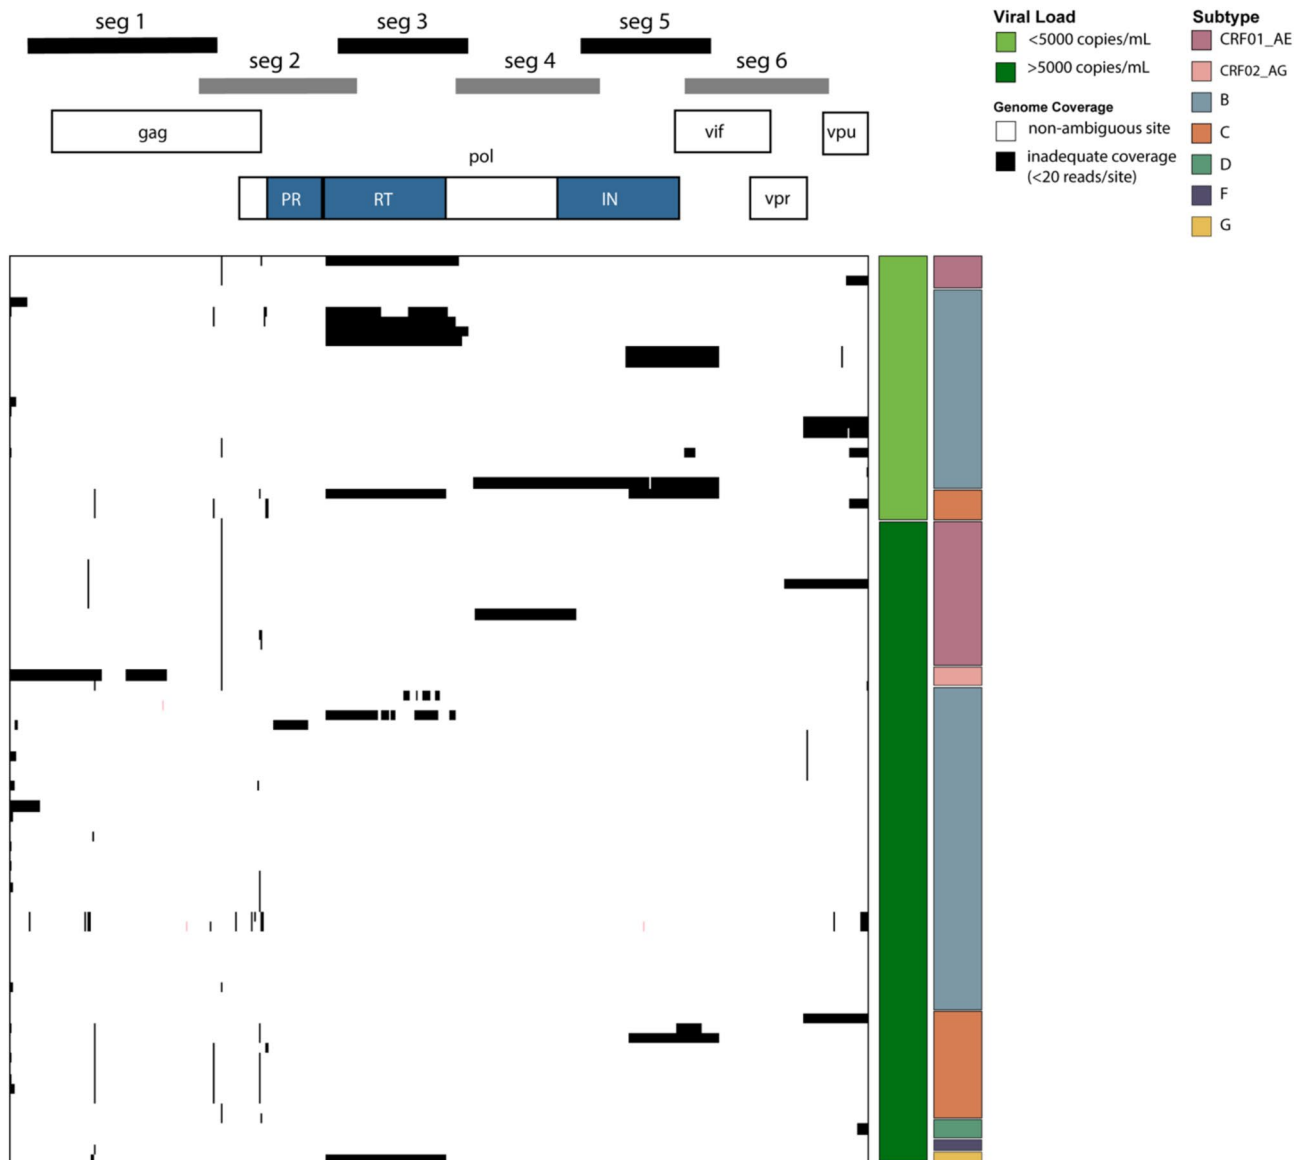 seg 1
seg 3
seg 5
seg 2
seg 4
seg 6
gag
vif
vpu
pol
PR
RT
IN
vpr
Viral Load
<5000 copies/mL
>5000 copies/mL
Genome Coverage
non-ambiguous site
inadequate coverage
(<20 reads/site)
Subtype
CRF01_AE
CRF02_AG
B
C
D
F
G